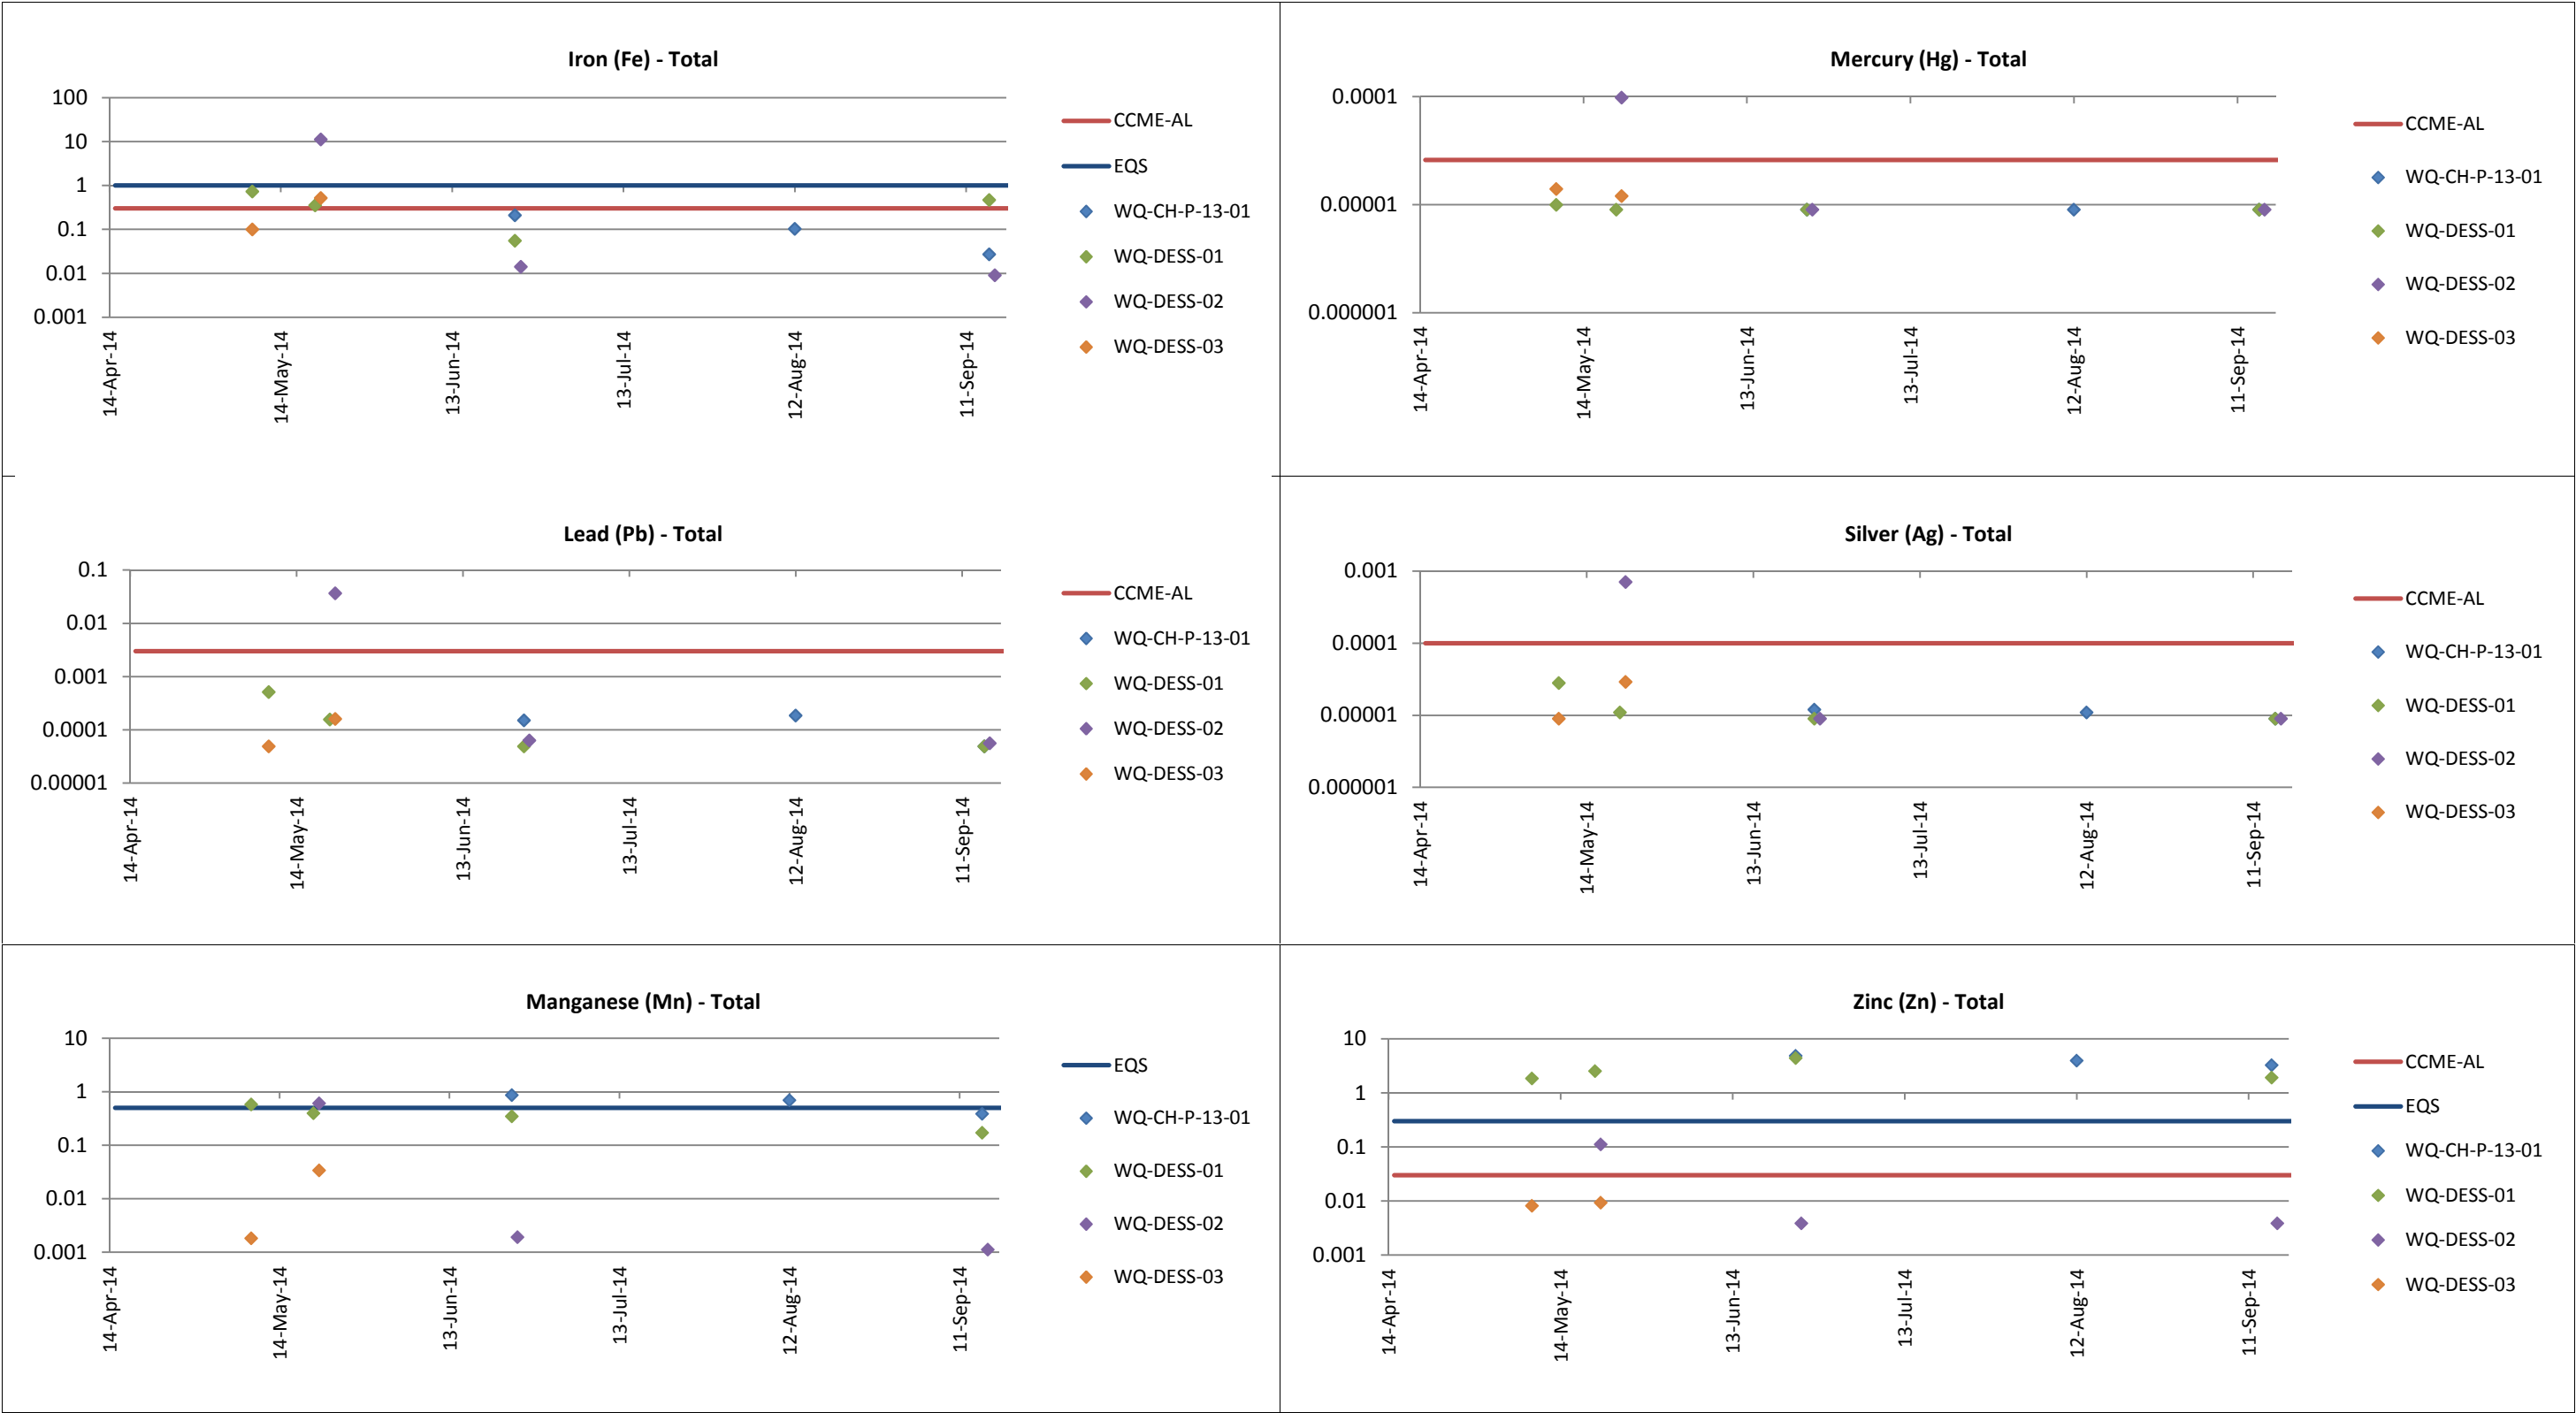 Iron (Fe) - Total
100
10
1
0.1
0.01
0.001
14-Apr-14
14-May-14
13-Jun-14
13-Jul-14
12-Aug-14
11-Sep-14
CCME-AL
EQS
WQ-CH-P-13-01
WQ-DESS-01
WQ-DESS-02
WQ-DESS-03
Mercury (Hg) - Total
0.0001
0.00001
0.000001
14-Apr-14
14-May-14
13-Jun-14
13-Jul-14
12-Aug-14
11-Sep-14
CCME-AL
WQ-CH-P-13-01
WQ-DESS-01
WQ-DESS-02
WQ-DESS-03
Lead (Pb) - Total
0.1
0.01
0.001
0.0001
0.00001
14-Apr-14
14-May-14
13-Jun-14
13-Jul-14
12-Aug-14
11-Sep-14
CCME-AL
WQ-CH-P-13-01
WQ-DESS-01
WQ-DESS-02
WQ-DESS-03
Silver (Ag) - Total
0.001
0.0001
0.00001
0.000001
14-Apr-14
14-May-14
13-Jun-14
13-Jul-14
12-Aug-14
11-Sep-14
CCME-AL
WQ-CH-P-13-01
WQ-DESS-01
WQ-DESS-02
WQ-DESS-03
Manganese (Mn) - Total
10
1
0.1
0.01
0.001
14-Apr-14
14-May-14
13-Jun-14
13-Jul-14
12-Aug-14
11-Sep-14
EQS
WQ-CH-P-13-01
WQ-DESS-01
WQ-DESS-02
WQ-DESS-03
Zinc (Zn) - Total
10
1
0.1
0.01
0.001
14-Apr-14
14-May-14
13-Jun-14
13-Jul-14
12-Aug-14
11-Sep-14
CCME-AL
EQS
WQ-CH-P-13-01
WQ-DESS-01
WQ-DESS-02
WQ-DESS-03